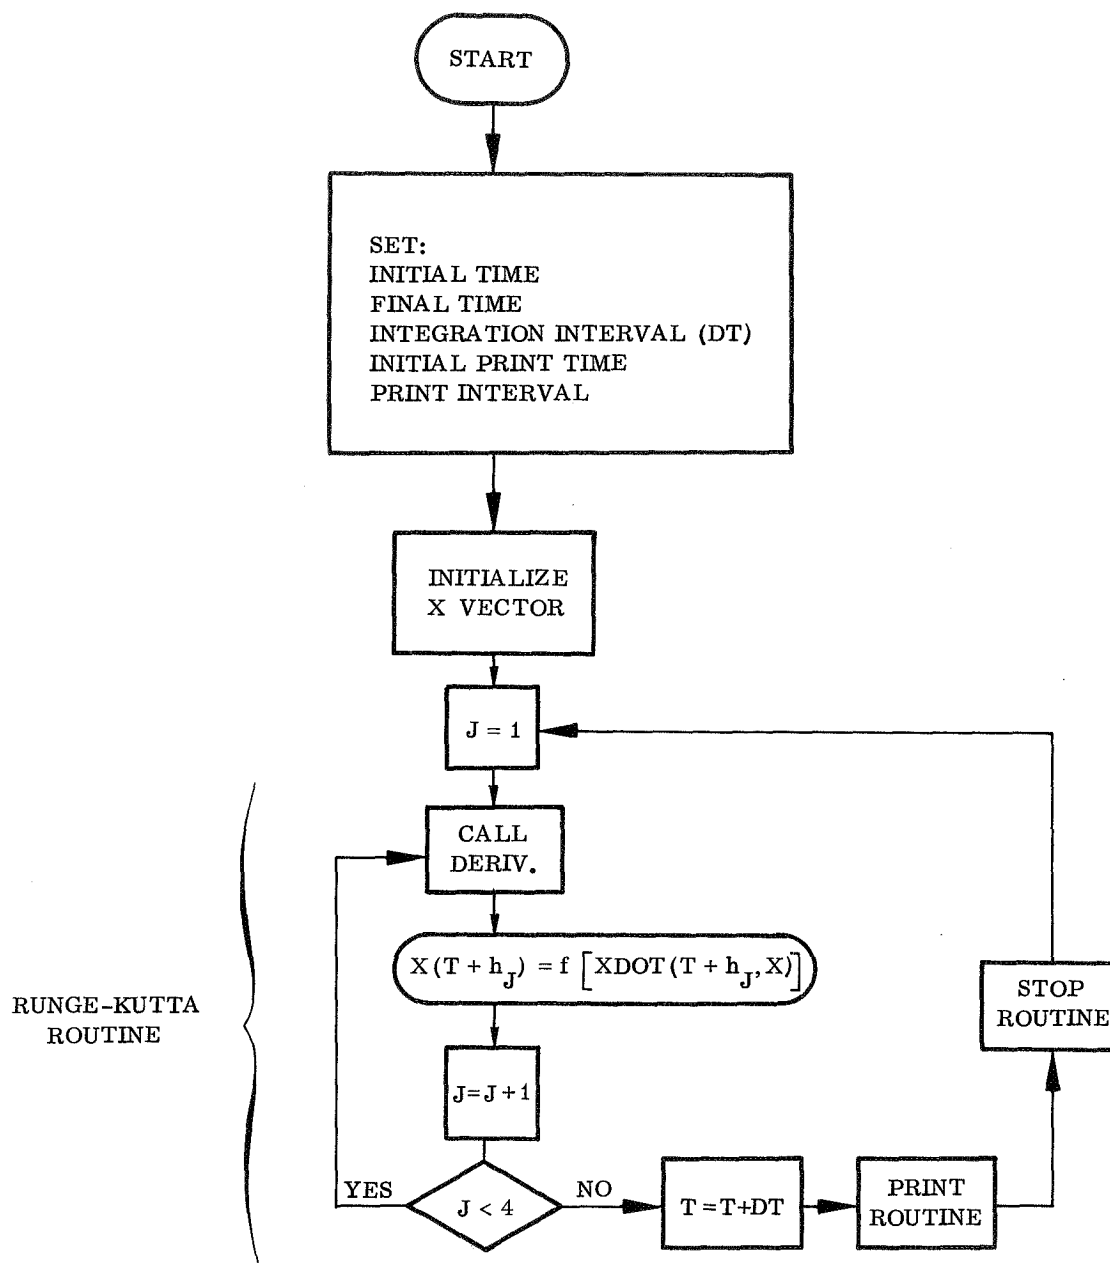 START
SET:
INITIAL TIME
FINAL TIME
INTEGRATION INTERVAL (DT)
INITIAL PRINT TIME
PRINT INTERVAL
INITIALIZE
X VECTOR
J = 1
CALL
DERIV.
X(T + h_J) = f [XDOT(T + h_J, X)]
RUNGE-KUTTA
ROUTINE
J=J+1
J < 4
YES
NO
T=T+DT
PRINT
ROUTINE
STOP
ROUTINE